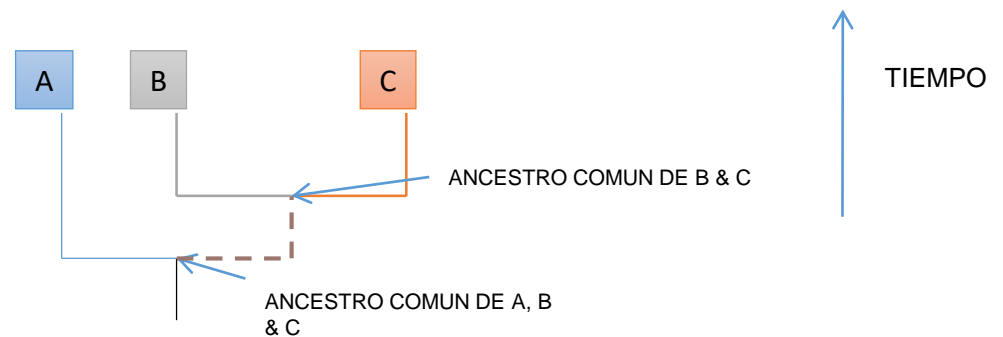 A
B
C
TIEMPO
ANCESTRO COMUN DE B & C
ANCESTRO COMUN DE A, B
& C